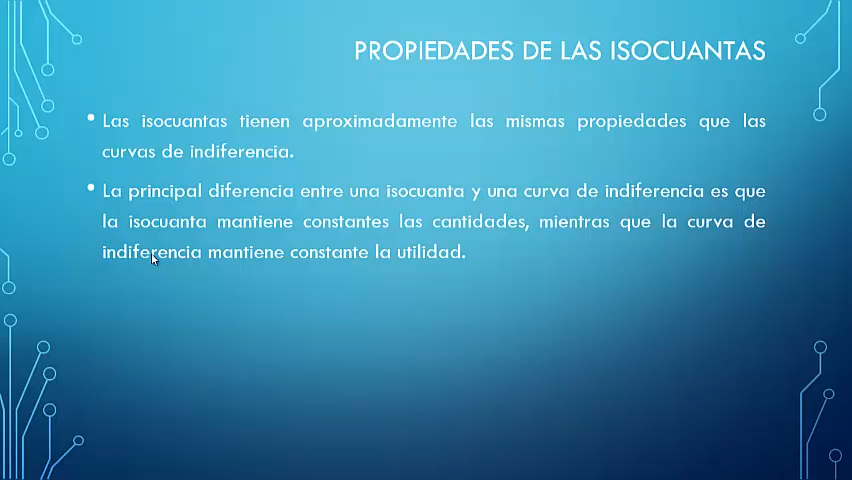 PROPIEDADES DE LAS ISOCUANTAS
• Las isocuantas tienen aproximadamente las mismas propiedades que las
curvas de indiferencia.
• La principal diferencia entre una isocuanta y una curva de indiferencia es que
la isocuanta mantiene constantes las cantidades, mientras que la curva de
indiferencia mantiene constante la utilidad.